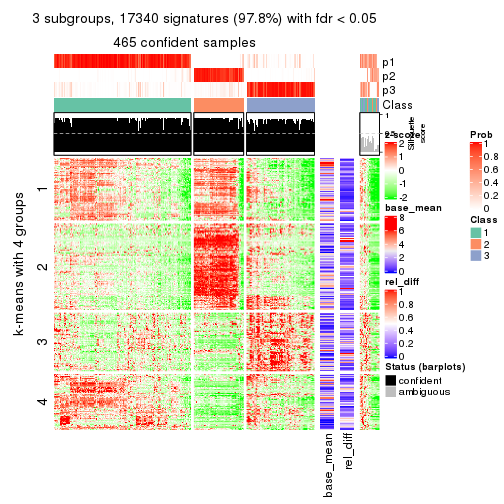 3 subgroups, 17340 signatures (97.8%) with fdr < 0.05
465 confident samples
p1
p2
p3
Class
1
0
Silhouette
score
k-means with 4 groups
1
2
3
4
base_mean
rel_diff
z-score
2
1
0
-1
-2
base_mean
8
6
4
2
0
rel_diff
1
0.8
0.6
0.4
0.2
0
Status (barplots)
confident
ambiguous
Prob
1
0.8
0.6
0.4
0.2
0
Class
1
2
3